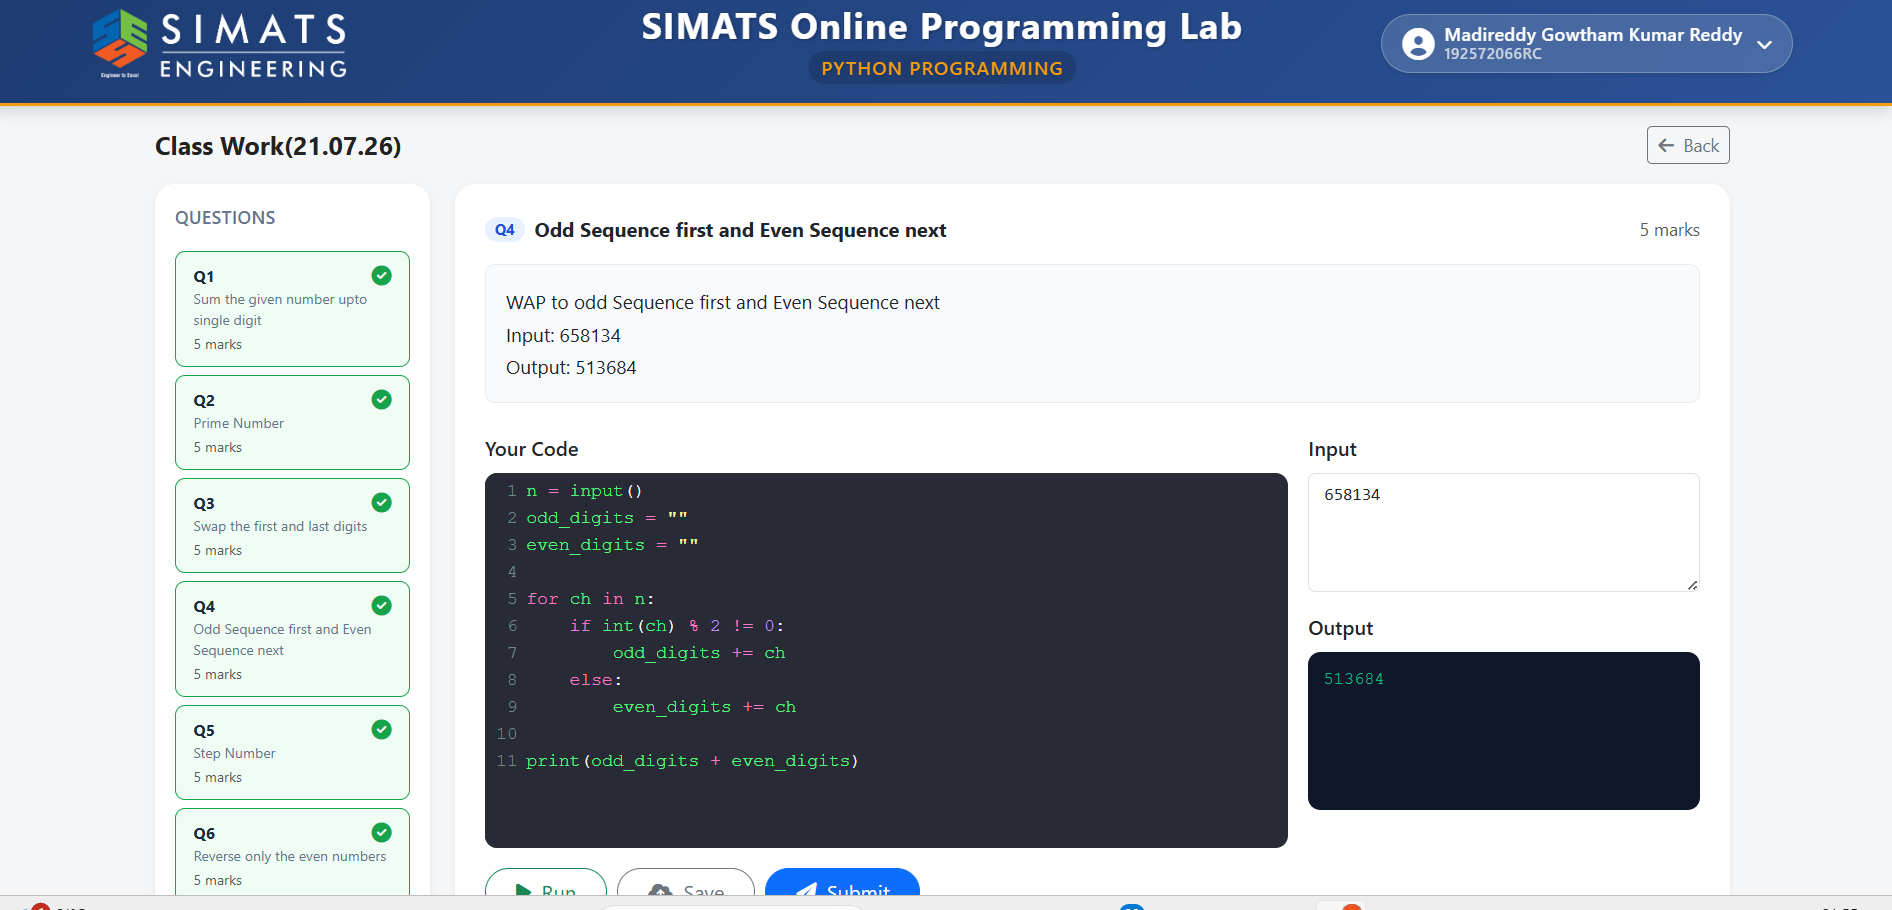 SIMATS
ENGINEERING
Engineer to Excel
SIMATS Online Programming Lab
PYTHON PROGRAMMING
Madireddy Gowtham Kumar Reddy
192572066RC
Class Work(21.07.26)
Back
QUESTIONS
Q1
Sum the given number upto
single digit
5 marks
Q2
Prime Number
5 marks
Q3
Swap the first and last digits
5 marks
Q4
Odd Sequence first and Even
Sequence next
5 marks
Q5
Step Number
5 marks
Q6
Reverse only the even numbers
5 marks
Q4 Odd Sequence first and Even Sequence next
5 marks
WAP to odd Sequence first and Even Sequence next
Input: 658134
Output: 513684
Your Code
1 n = input()
2 odd_digits = ""
3 even_digits = ""
4
5 for ch in n:
6     if int(ch) % 2 != 0:
7         odd_digits += ch
8     else:
9         even_digits += ch
10
11 print(odd_digits + even_digits)
Run
Save
Submit
Input
658134
Output
513684